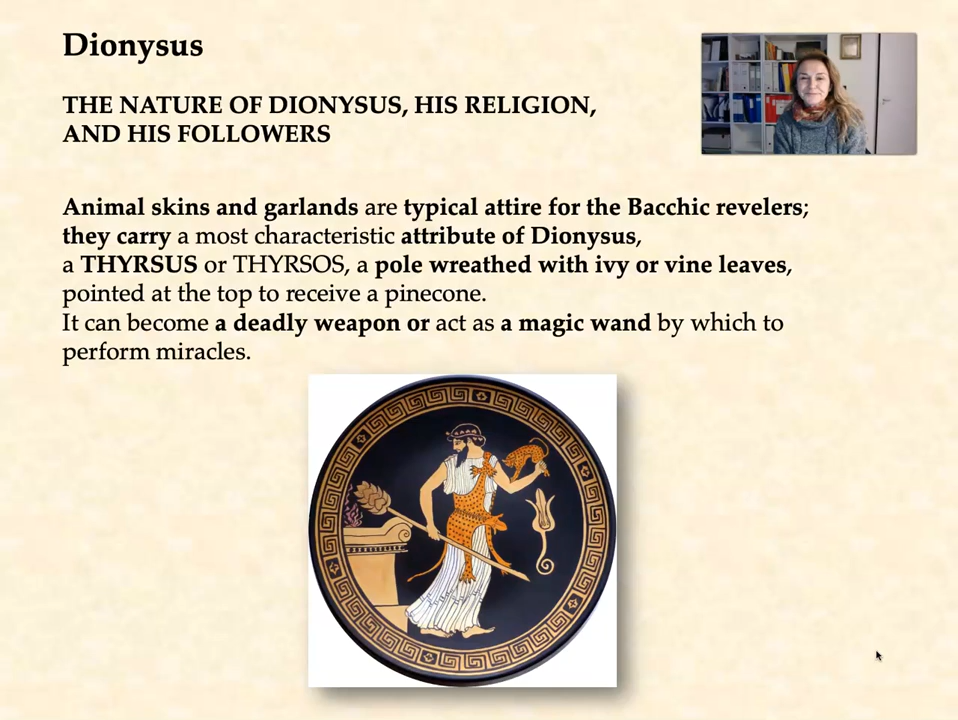 Dionysus
THE NATURE OF DIONYSUS, HIS RELIGION,
AND HIS FOLLOWERS
Animal skins and garlands are typical attire for the Bacchic revelers;
they carry a most characteristic attribute of Dionysus,
a THYRSUS or THYRSOS, a pole wreathed with ivy or vine leaves,
pointed at the top to receive a pinecone.
It can become a deadly weapon or act as a magic wand by which to
perform miracles.